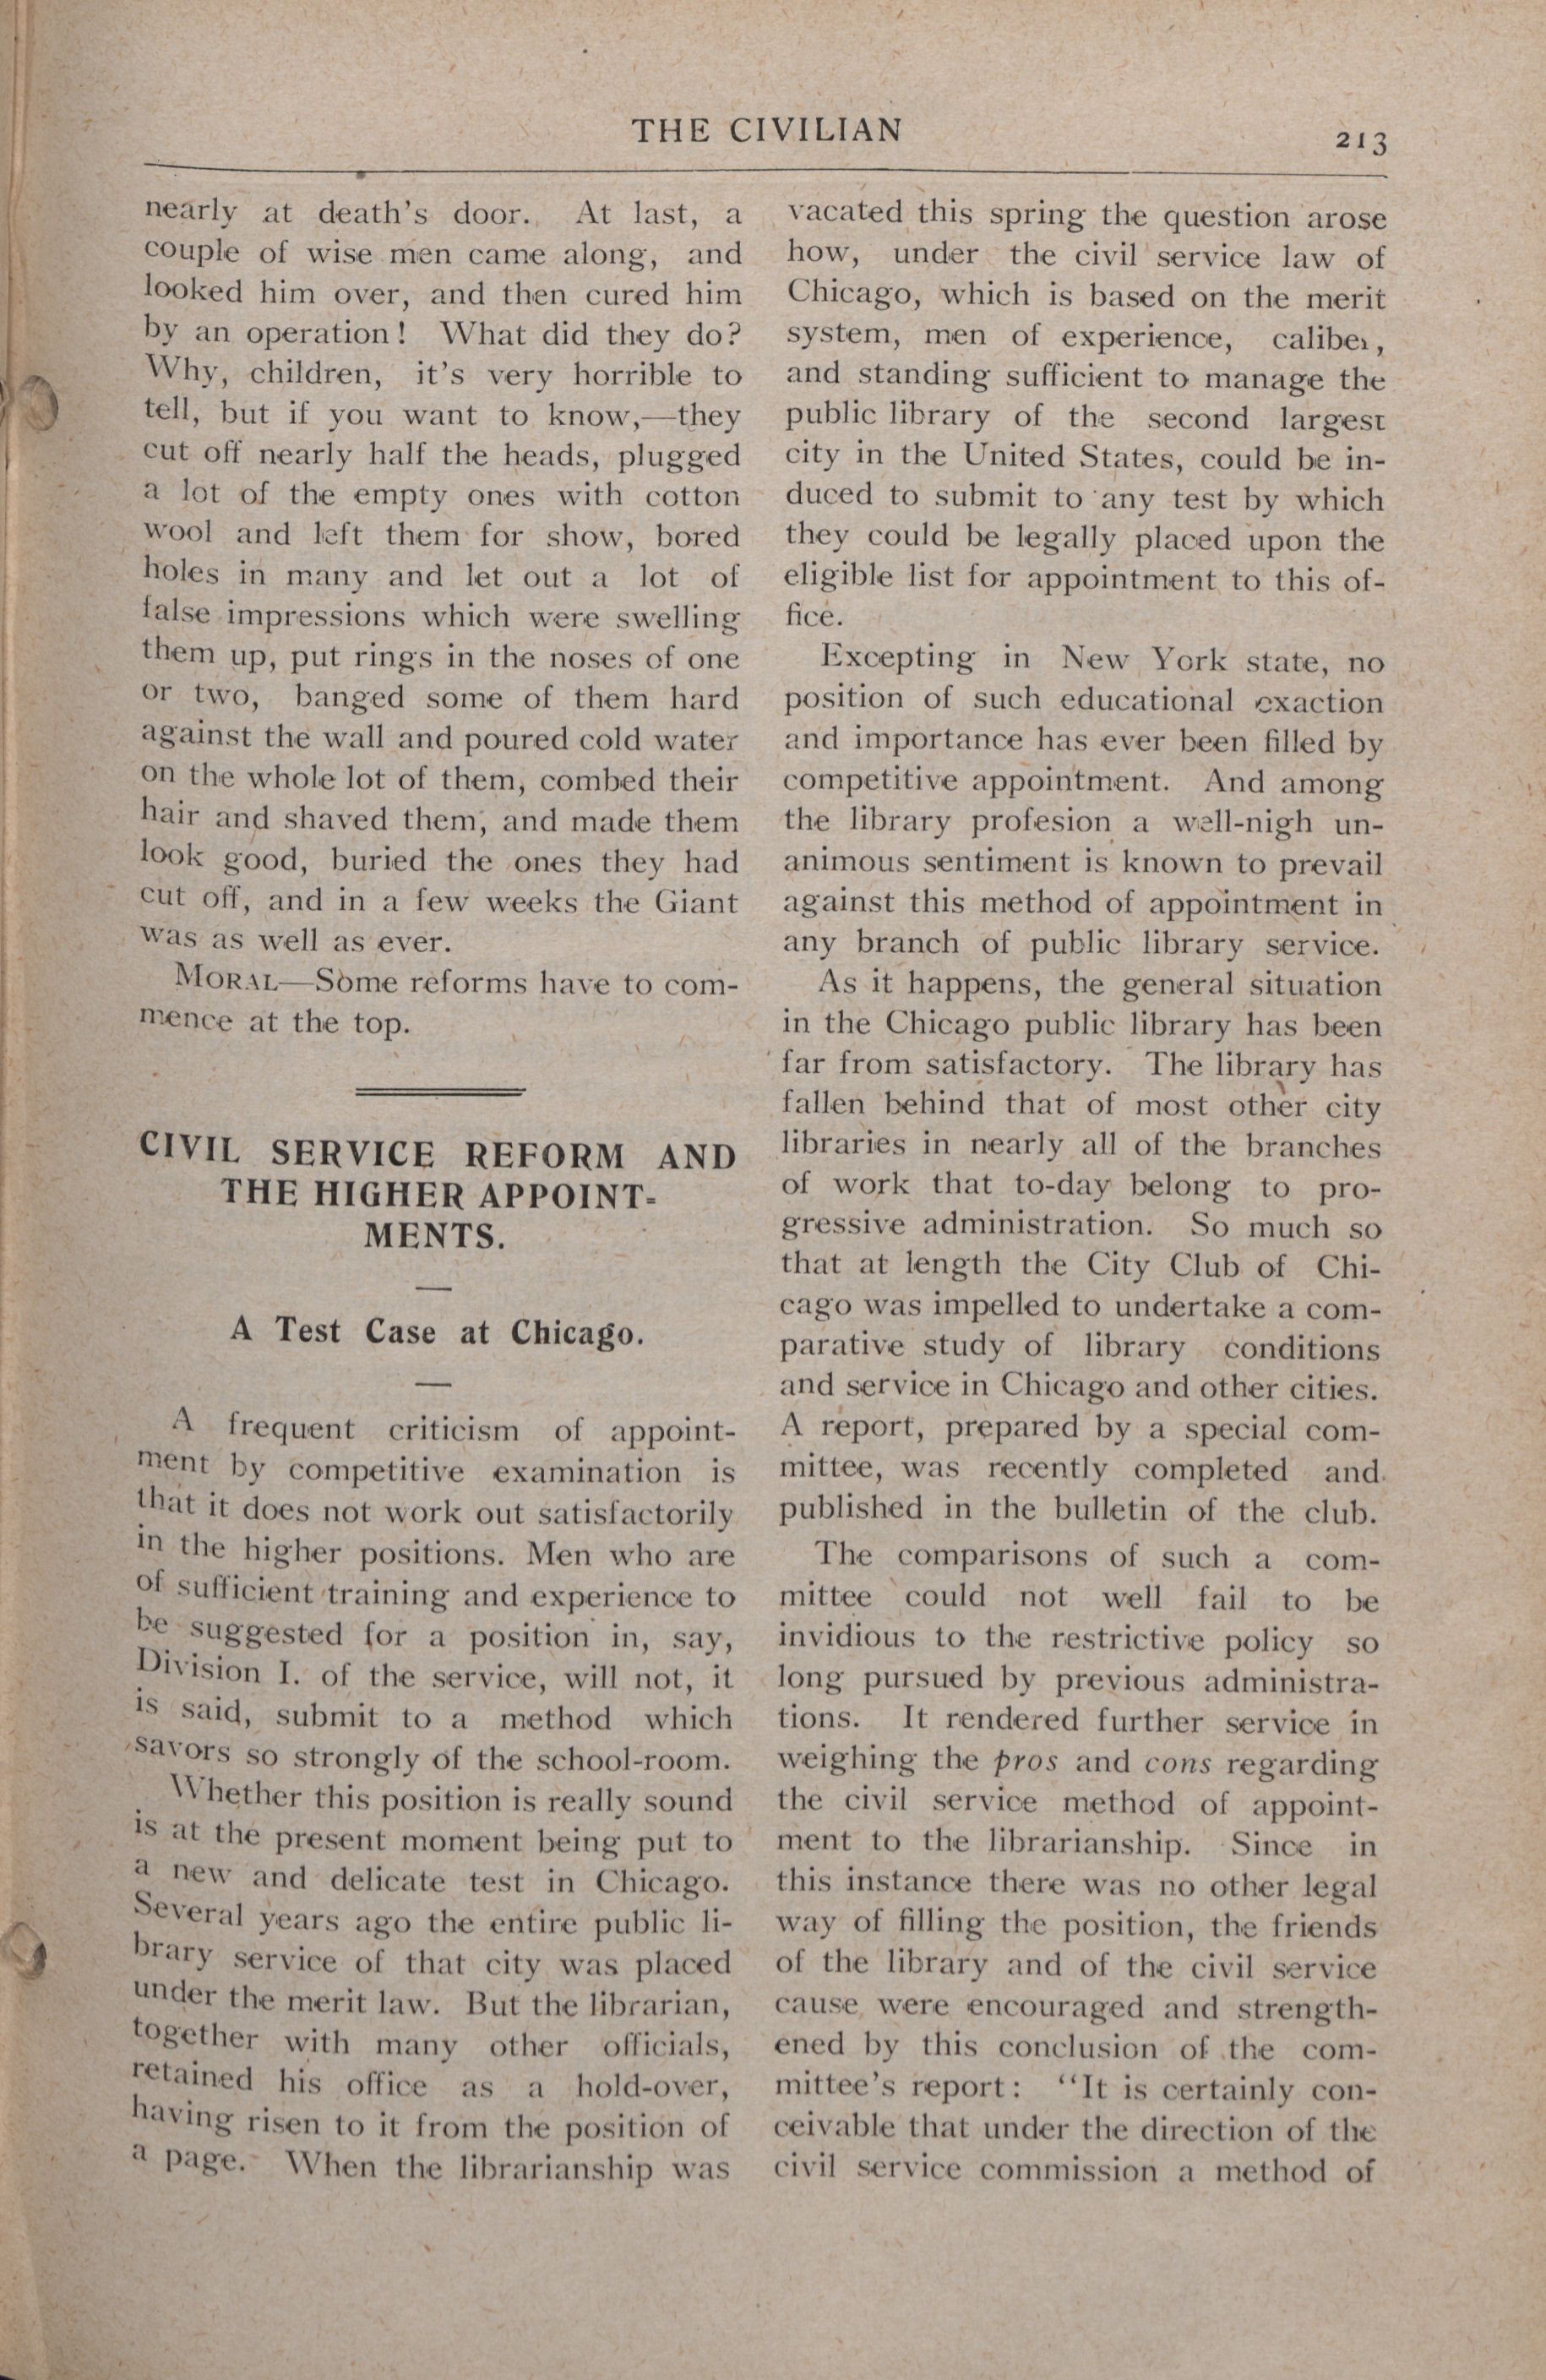 THE CIVILIAN
213
nearly at death's door. At last, a
couple of wise men came along, and
looked him over, and then cured him
by an operation! What did they do?
Why, children, it's very horrible to
tell, but if you want to know,—they
cut off nearly half the heads, plugged
a lot of the empty ones with cotton
wool and left them for show, bored
holes in many and let out a lot of
false impressions which were swelling
them up, put rings in the noses of one
or two, banged some of them hard
against the wall and poured cold water
on the whole lot of them, combed their
hair and shaved them, and made them
look good, buried the ones they had
cut off, and in a few weeks the Giant
was as well as ever.
MORAL—Some reforms have to com-
mence at the top.
CIVIL SERVICE REFORM AND
THE HIGHER APPOINT-
MENTS.
A Test Case at Chicago.
A frequent criticism of appoint-
ment by competitive examination is
that it does not work out satisfactorily
in the higher positions. Men who are
of sufficient training and experience to
be suggested for a position in, say,
Division I. of the service, will not, it
is said, submit to a method which
savors so strongly of the school-room.
Whether this position is really sound
is at the present moment being put to
a new and delicate test in Chicago.
Several years ago the entire public li-
brary service of that city was placed
under the merit law. But the librarian,
together with many other officials,
retained his office as a hold-over,
having risen to it from the position of
a page. When the librarianship was
vacated this spring the question arose
how, under the civil service law of
Chicago, which is based on the merit
system, men of experience, caliber,
and standing sufficient to manage the
public library of the second largest
city in the United States, could be in-
duced to submit to any test by which
they could be legally placed upon the
eligible list for appointment to this of-
fice.
Excepting in New York state, no
position of such educational exaction
and importance has ever been filled by
competitive appointment. And among
the library profesion a well-nigh un-
animous sentiment is known to prevail
against this method of appointment in
any branch of public library service.
As it happens, the general situation
in the Chicago public library has been
far from satisfactory. The library has
fallen behind that of most other city
libraries in nearly all of the branches
of work that to-day belong to pro-
gressive administration. So much so
that at length the City Club of Chi-
cago was impelled to undertake a com-
parative study of library conditions
and service in Chicago and other cities.
A report, prepared by a special com-
mittee, was recently completed and
published in the bulletin of the club.
The comparisons of such a com-
mittee could not well fail to be
invidious to the restrictive policy so
long pursued by previous administra-
tions. It rendered further service in
weighing the pros and cons regarding
the civil service method of appoint-
ment to the librarianship. Since in
this instance there was no other legal
way of filling the position, the friends
of the library and of the civil service
cause were encouraged and strength-
ened by this conclusion of the com-
mittee's report: "It is certainly con-
ceivable that under the direction of the
civil service commission a method of